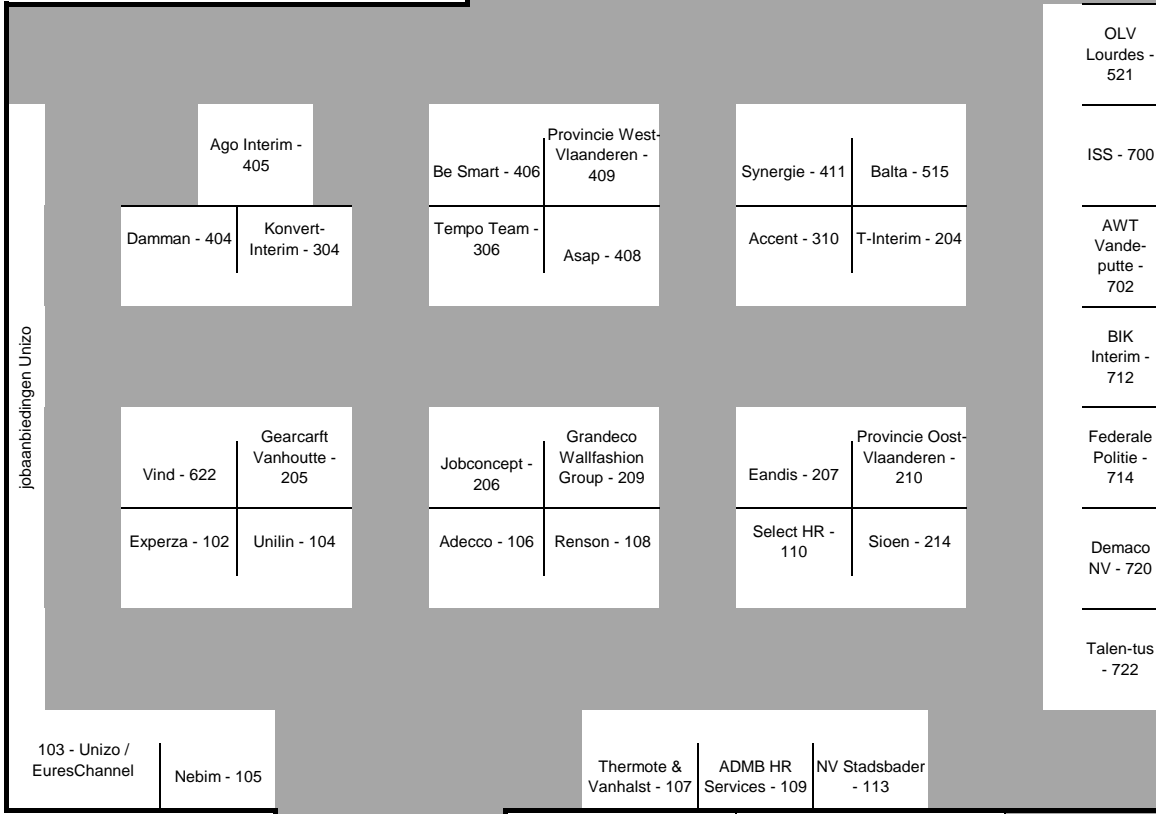 OLV
Lourdes -
521
Ago Interim -
405
Be Smart - 406
Provincie West-
Vlaanderen -
409
Synergie - 411
Balta - 515
ISS - 700
Damman - 404
Konvert-
Interim - 304
Tempo Team -
306
Asap - 408
Accent - 310
T-Interim - 204
AWT
Vande-
putte -
702
jobaanbiedingen Unizo
BIK
Interim -
712
Vind - 622
Gearcarft
Vanhoutte -
205
Jobconcept -
206
Grandeco
Wallfashion
Group - 209
Eandis - 207
Provincie Oost-
Vlaanderen -
210
Federale
Politie -
714
Experza - 102
Unilin - 104
Adecco - 106
Renson - 108
Select HR -
110
Sioen - 214
Demaco
NV - 720
Talen-tus
- 722
103 - Unizo /
EuresChannel
Nebim - 105
Thermote &
Vanhalst - 107
ADMB HR
Services - 109
NV Stadsbader
- 113